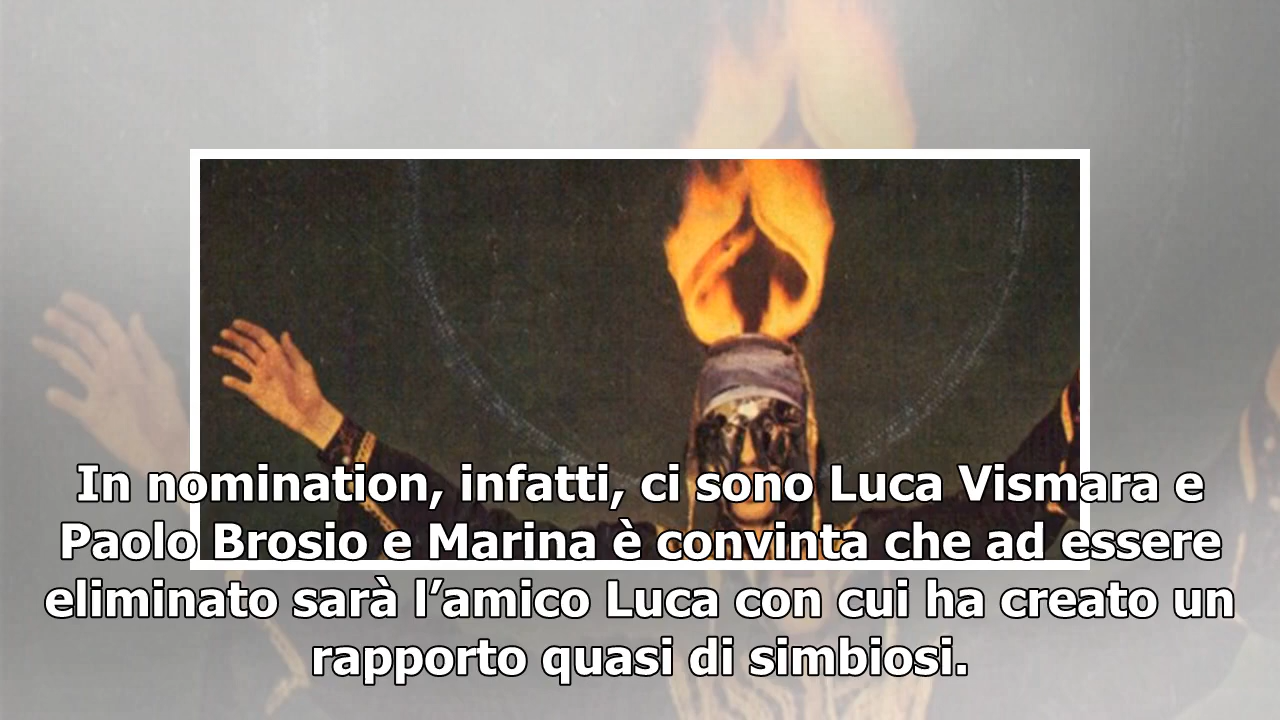 In nomination, infatti, ci sono Luca Vismara e
Paolo Brosio e Marina è convinta che ad essere
eliminato sarà l’amico Luca con cui ha creato un
rapporto quasi di simbiosi.